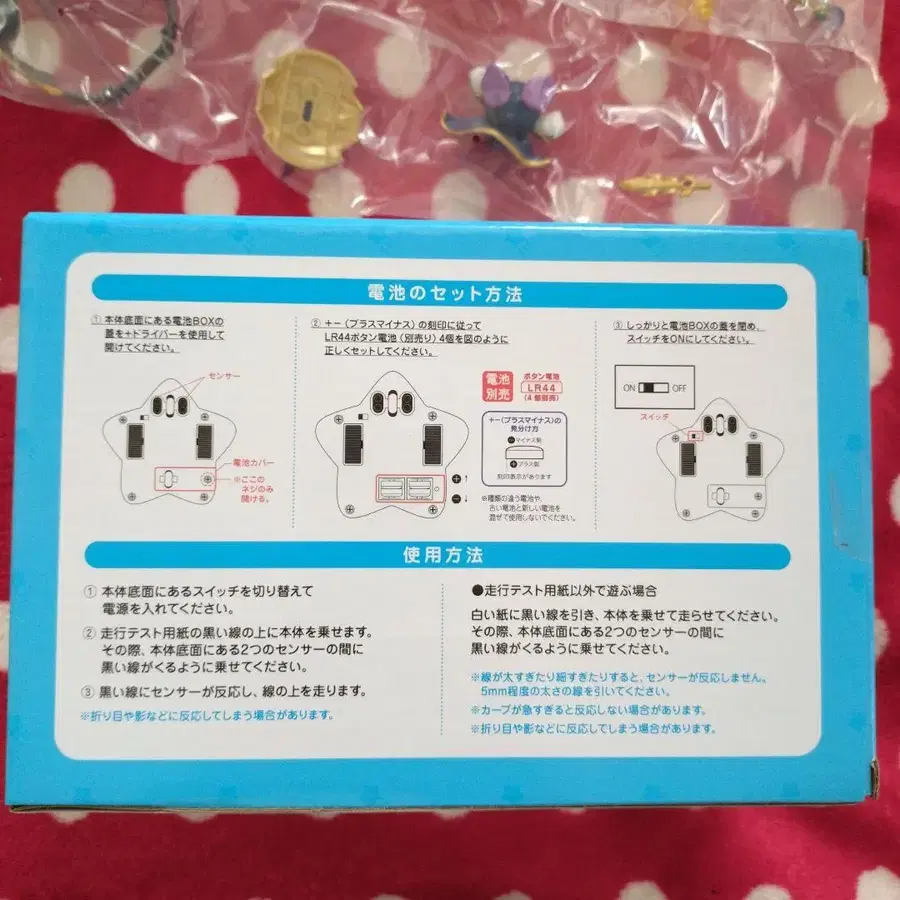 電池のセット方法
① 本体底面にある電池BOXの
蓋を+ドライバーを使用して
開けてください。
センサー
電池カバー
※ここの
ネジのみ
開ける。
② +−(プラスマイナス)の刻印に従って
LR44ボタン電池(別売り)4個を図のように
正しくセットしてください。
電池
別売
ボタン電池
LR44
(4個別売)
+−(プラスマイナス)の
見分け方
マイナス側
プラス側
刻印表示があります
+↑
−↓
※種類の違う電池や、
古い電池と新しい電池を
混ぜて使用しないでください。
③ しっかりと電池BOXの蓋を閉め、
スイッチをONにしてください。
ON OFF
スイッチ
使用方法
① 本体底面にあるスイッチを切り替えて
電源を入れてください。
② 走行テスト用紙の黒い線の上に本体を乗せます。
その際、本体底面にある2つのセンサーの間に
黒い線がくるように乗せてください。
③ 黒い線にセンサーが反応し、線の上を走ります。
※折り目や影などに反応してしまう場合があります。
●走行テスト用紙以外で遊ぶ場合
白い紙に黒い線を引き、本体を乗せて走らせてください。
その際、本体底面にある2つのセンサーの間に
黒い線がくるように乗せてください。
※線が太すぎたり細すぎたりすると、センサーが反応しません、
5mm程度の太さの線を引いてください。
※カーブが急すぎると反応しない場合があります。
※折り目や影などに反応してしまう場合があります。